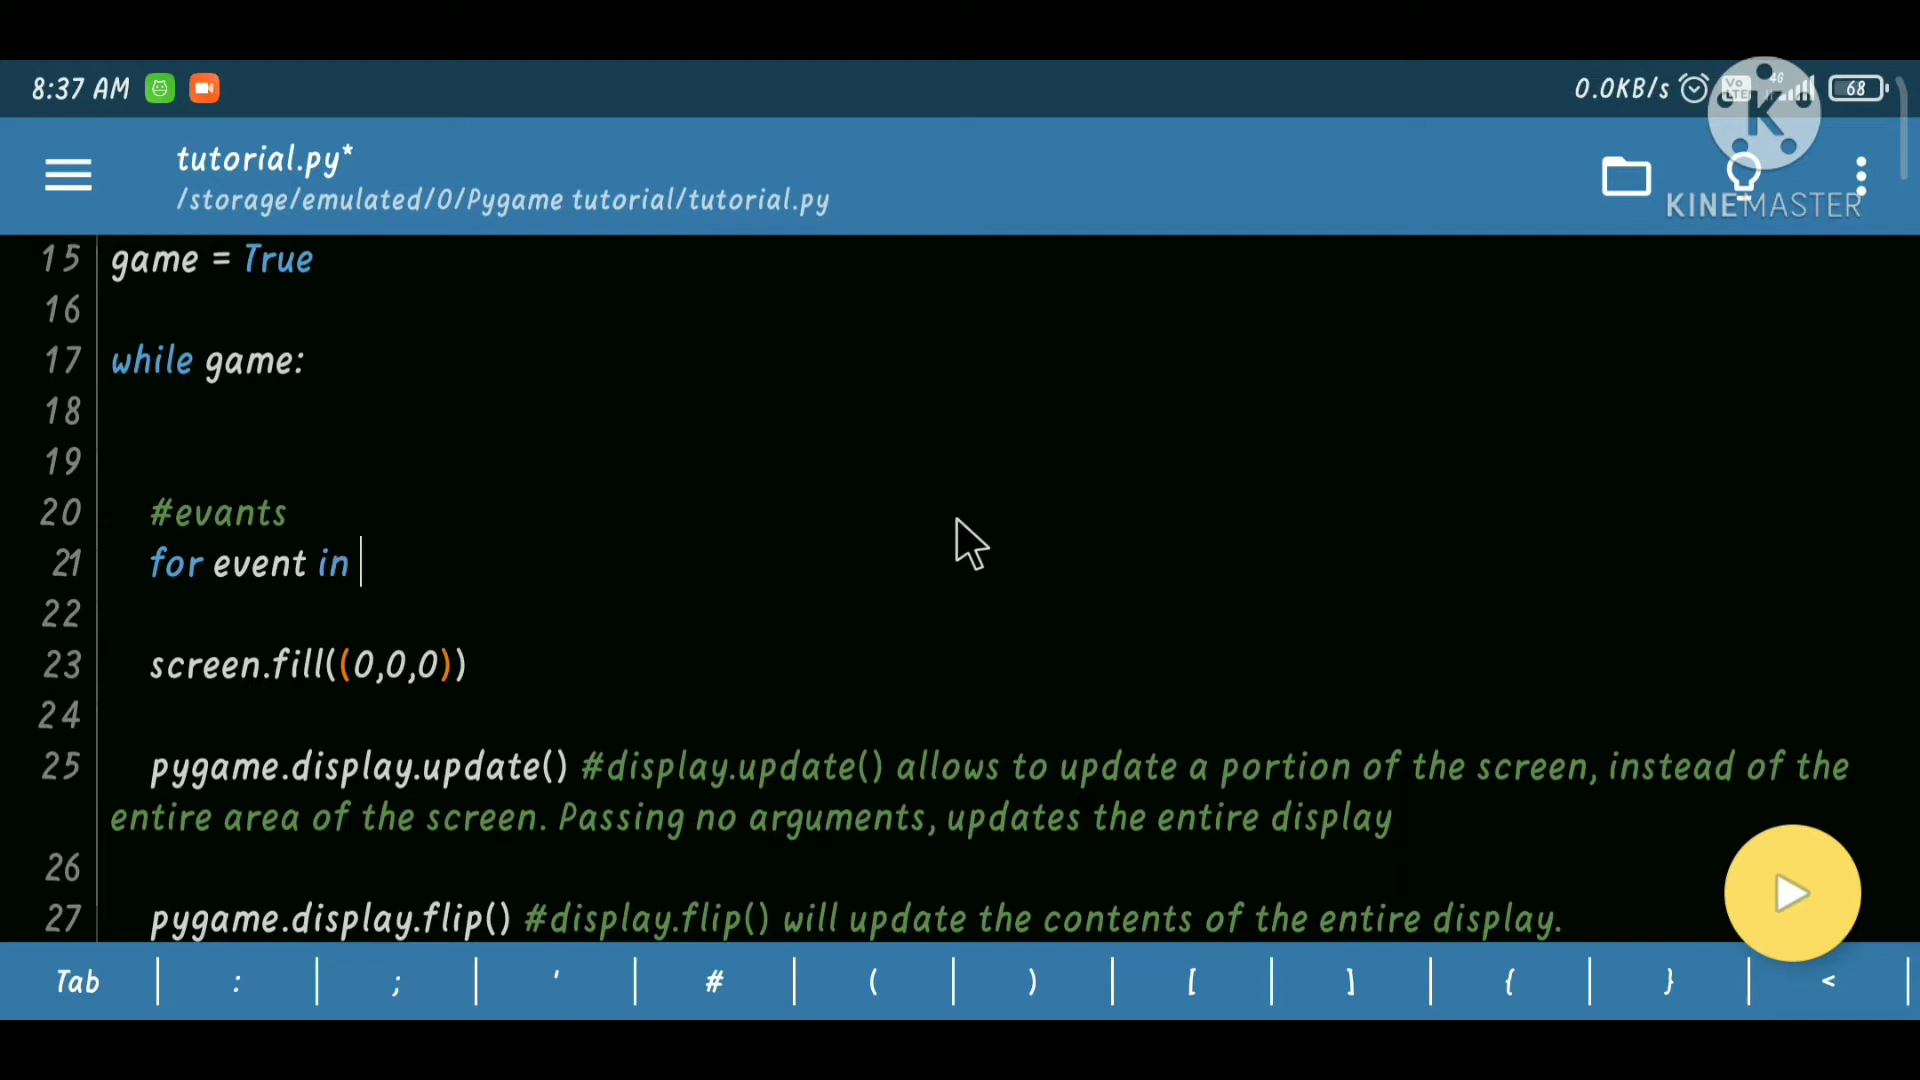 8:37 AM
0.0KB/s Vo LTE 4G 68
K
KINEMASTER
tutorial.py*
/storage/emulated/0/Pygame tutorial/tutorial.py
15 game = True
16
17 while game:
18
19
20 #evants
21 for event in
22
23 screen.fill((0,0,0))
24
25 pygame.display.update() #display.update() allows to update a portion of the screen, instead of the
entire area of the screen. Passing no arguments, updates the entire display
26
27 pygame.display.flip() #display.flip() will update the contents of the entire display.
Tab : ; ' # ( ) [ ] { } <